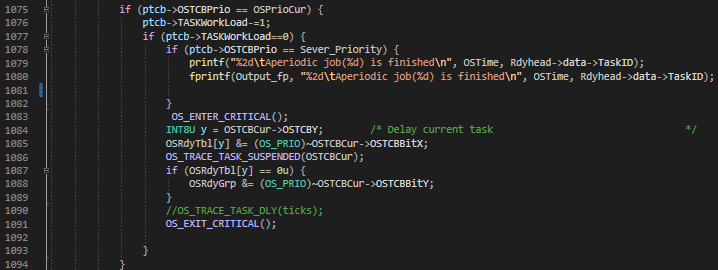 1075 if (ptcb->OSTCBPrio == OSPrioCur) {
1076 ptcb->TASKWorkLoad-=1;
1077 if (ptcb->TASKWorkLoad==0) {
1078 if (ptcb->OSTCBPrio == Sever_Priority) {
1079 printf("%2d\tAperiodic job(%d) is finished\n", OSTime, Rdyhead->data->TaskID);
1080 fprintf(Output_fp, "%2d\tAperiodic job(%d) is finished\n", OSTime, Rdyhead->data->TaskID);
1081
1082 }
1083 OS_ENTER_CRITICAL();
1084 INT8U y = OSTCBCur->OSTCBY; /* Delay current task */
1085 OSRdyTbl[y] &= (OS_PRIO)~OSTCBCur->OSTCBBitX;
1086 OS_TRACE_TASK_SUSPENDED(OSTCBCur);
1087 if (OSRdyTbl[y] == 0u) {
1088 OSRdyGrp &= (OS_PRIO)~OSTCBCur->OSTCBBitY;
1089 }
1090 //OS_TRACE_TASK_DLY(ticks);
1091 OS_EXIT_CRITICAL();
1092
1093 }
1094 }